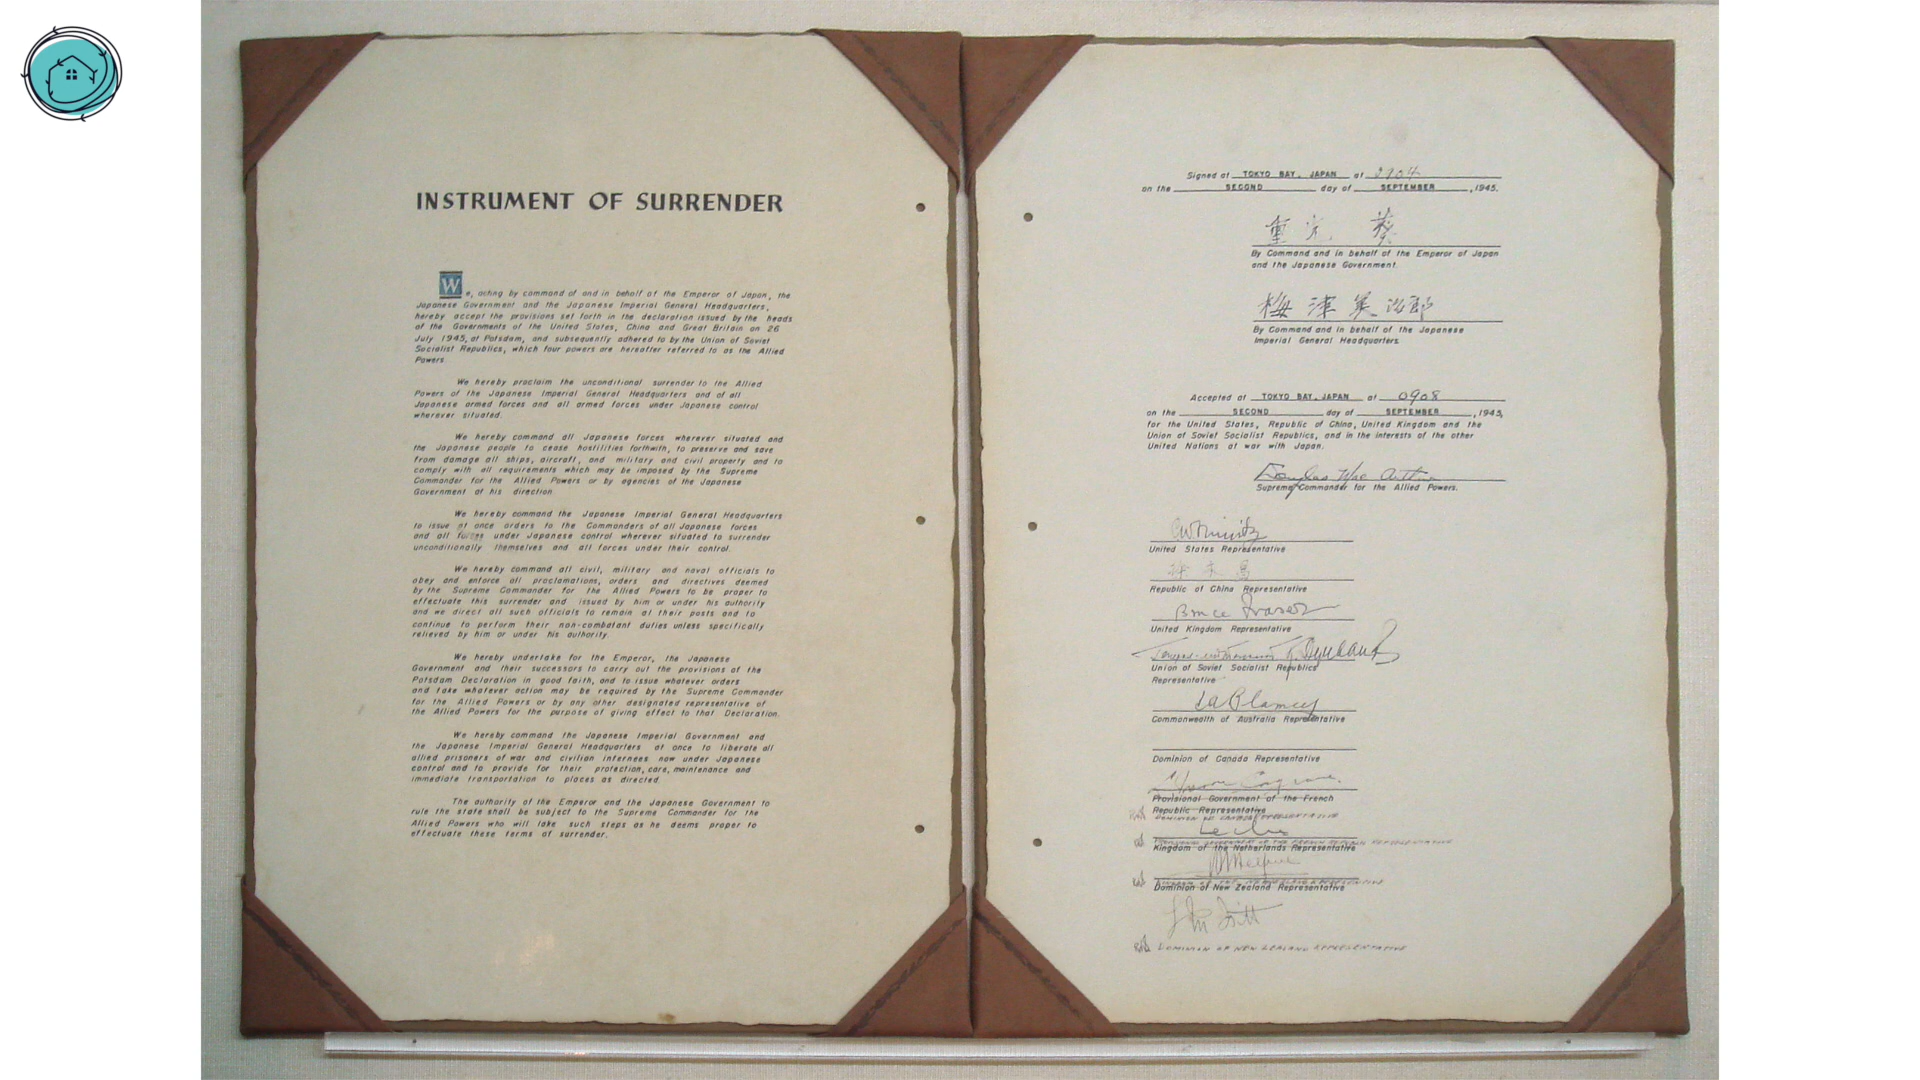 INSTRUMENT OF SURRENDER
We, acting by command of and in behalf of the Emperor of Japan, the
Japanese Government and the Japanese Imperial General Headquarters,
hereby accept the provisions set forth in the declaration issued by the heads
of the Governments of the United States, China and Great Britain on 26
July 1945, at Potsdam, and subsequently adhered to by the Union of Soviet
Socialist Republics, which four powers are hereafter referred to as the Allied
Powers.
We hereby proclaim the unconditional surrender to the Allied
Powers of the Japanese Imperial General Headquarters and of all
Japanese armed forces and all armed forces under Japanese control
wherever situated.
We hereby command all Japanese forces wherever situated and
the Japanese people to cease hostilities forthwith, to preserve and save
from damage all ships, aircraft, and military and civil property and to
comply with all requirements which may be imposed by the Supreme
Commander for the Allied Powers or by agencies of the Japanese
Government at his direction.
We hereby command the Japanese Imperial General Headquarters
to issue at once orders to the Commanders of all Japanese forces
and all forces under Japanese control wherever situated to surrender
unconditionally themselves and all forces under their control.
We hereby command all civil, military and naval officials to
obey and enforce all proclamations, orders and directives deemed
by the Supreme Commander for the Allied Powers to be proper to
effectuate this surrender and issued by him or under his authority
and we direct all such officials to remain at their posts and to
continue to perform their non-combatant duties unless specifically
relieved by him or under his authority.
We hereby undertake for the Emperor, the Japanese
Government and their successors to carry out the provisions of the
Potsdam Declaration in good faith, and to issue whatever orders
and take whatever action may be required by the Supreme Commander
for the Allied Powers or by any other designated representative of
the Allied Powers for the purpose of giving effect to that Declaration.
We hereby command the Japanese Imperial Government and
the Japanese Imperial General Headquarters at once to liberate all
allied prisoners of war and civilian internees now under Japanese
control and to provide for their protection, care, maintenance and
immediate transportation to places as directed.
The authority of the Emperor and the Japanese Government to
rule the state shall be subject to the Supreme Commander for the
Allied Powers who will take such steps as he deems proper to
effectuate these terms of surrender.
Signed at TOKYO BAY, JAPAN at 0904
on the SECOND day of SEPTEMBER, 1945.
重光 葵
By Command and in behalf of the Emperor of Japan
and the Japanese Government.
梅津美治郎
By Command and in behalf of the Japanese
Imperial General Headquarters.
Accepted at TOKYO BAY, JAPAN at 0908
on the SECOND day of SEPTEMBER, 1945,
for the United States, Republic of China, United Kingdom and the
Union of Soviet Socialist Republics, and in the interests of the other
United Nations at war with Japan.
Douglas MacArthur
Supreme Commander for the Allied Powers.
CW Nimitz
United States Representative
徐永昌
Republic of China Representative
Bruce Fraser
United Kingdom Representative
Union of Soviet Socialist Republics
Representative
Ta Blamey
Commonwealth of Australia Representative
Dominion of Canada Representative
Provisional Government of the French
Republic Representative
DOMINION OF CANADA REPRESENTATIVE
Leclerc
PROVISIONAL GOVERNMENT OF THE FRENCH REPUBLIC REPRESENTATIVE
Kingdom of the Netherlands Representative
KINGDOM OF THE NETHERLANDS REPRESENTATIVE
Dominion of New Zealand Representative
DOMINION OF NEW ZEALAND REPRESENTATIVE